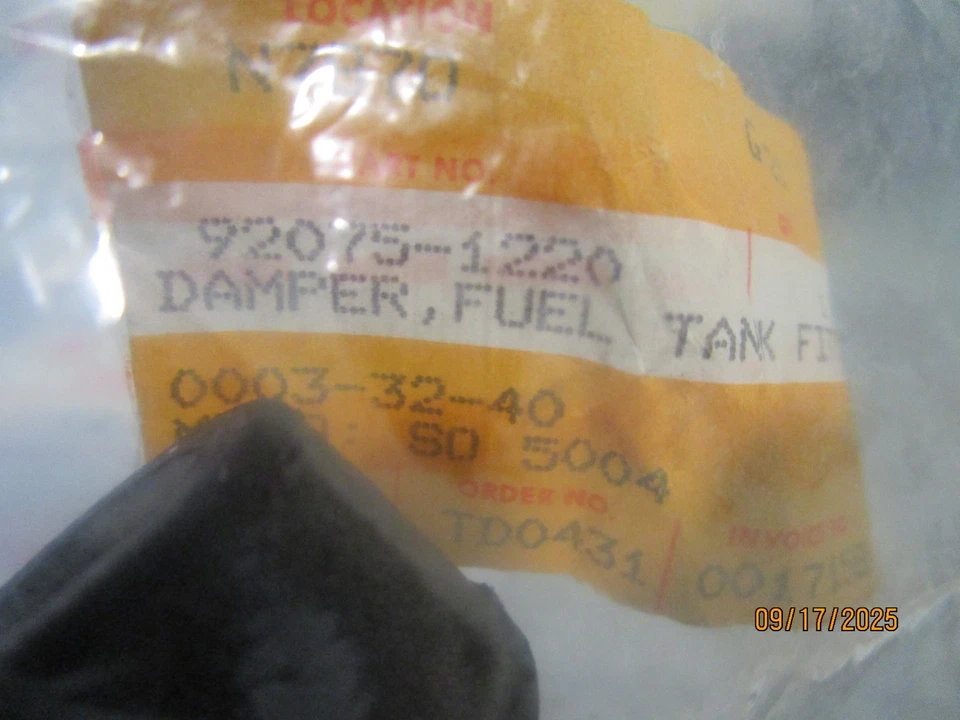 LOCATION
PART NO.
92075-1220
DAMPER, FUEL TANK
0003-32-40
SO 5004
ORDER NO.
TD0431
INVOICE NO
09/17/2025